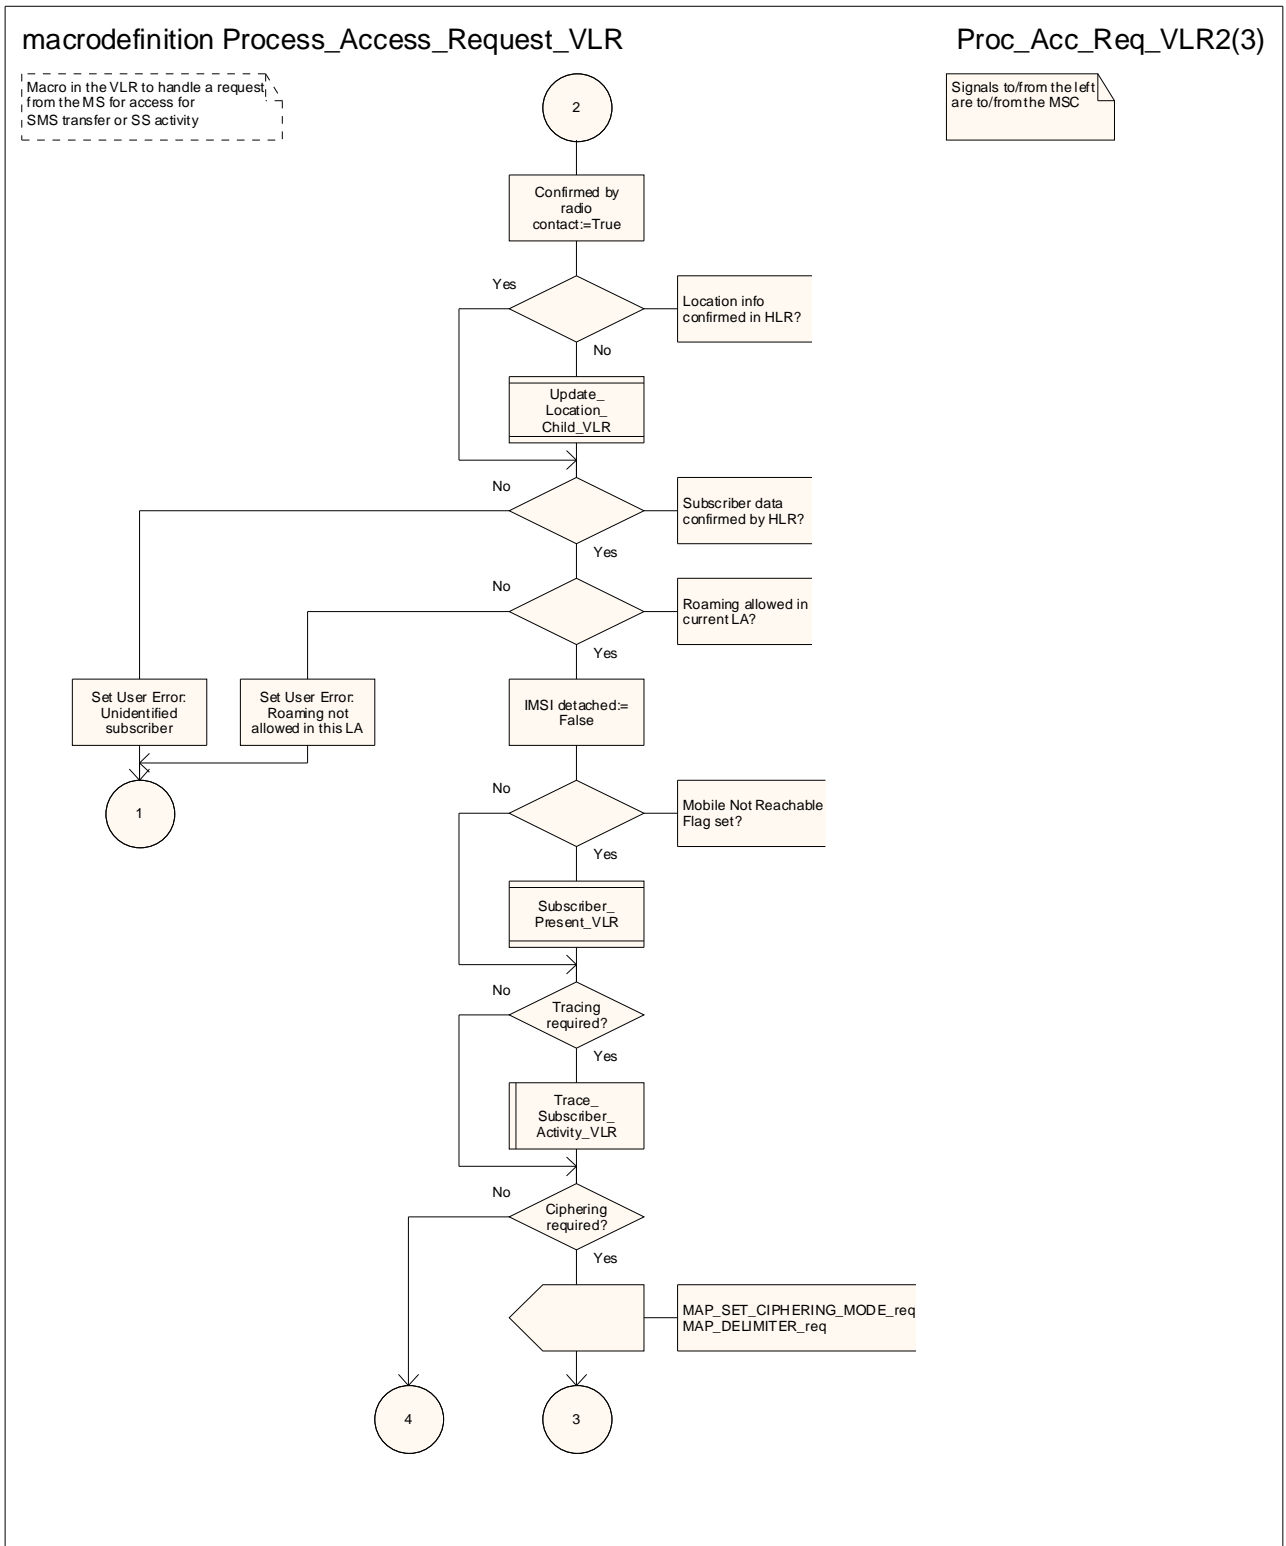 macrodefinition Process_Access_Request_VLR
Proc_Acc_Req_VLR2(3)
Macro in the VLR to handle a request
from the MS for access for
SMS transfer or SS activity
Signals to/from the left
are to/from the MSC
2
Confirmed by
radio
contact:=True
Yes
Location info
confirmed in HLR?
No
Update_
Location_
Child_VLR
No
Subscriber data
confirmed by HLR?
Yes
No
Roaming allowed in
current LA?
Yes
Set User Error:
Unidentified
subscriber
Set User Error:
Roaming not
allowed in this LA
IMSI detached:=
False
1
No
Mobile Not Reachable
Flag set?
Yes
Subscriber_
Present_VLR
No
Tracing
required?
Yes
Trace_
Subscriber_
Activity_VLR
No
Ciphering
required?
Yes
MAP_SET_CIPHERING_MODE_req
MAP_DELIMITER_req
4
3